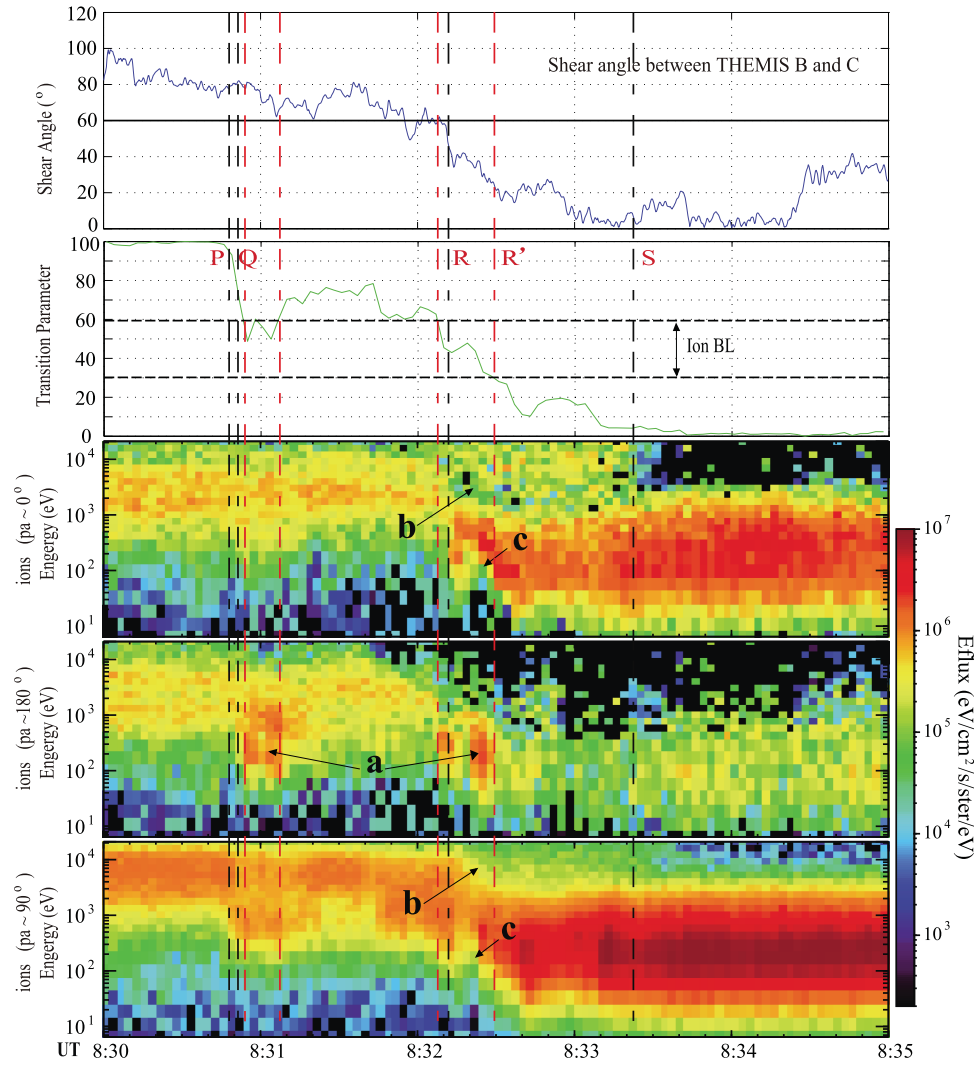 120
100
80
60
40
20
0
Shear Angle (°)
Shear angle between THEMIS B and C
100
80
60
40
20
0
Transition Parameter
P
Q
R
R'
S
Ion BL
10⁴
10³
10²
10¹
ions (pa ~ 0°)
Engergy (eV)
b
c
10⁴
10³
10²
10¹
ions (pa ~180°)
Engergy (eV)
a
10⁴
10³
10²
10¹
ions (pa ~ 90°)
Engergy (eV)
b
c
10⁷
10⁶
10⁵
10⁴
10³
Eflux (eV/cm²/s/ster/eV)
UT
8:30
8:31
8:32
8:33
8:34
8:35